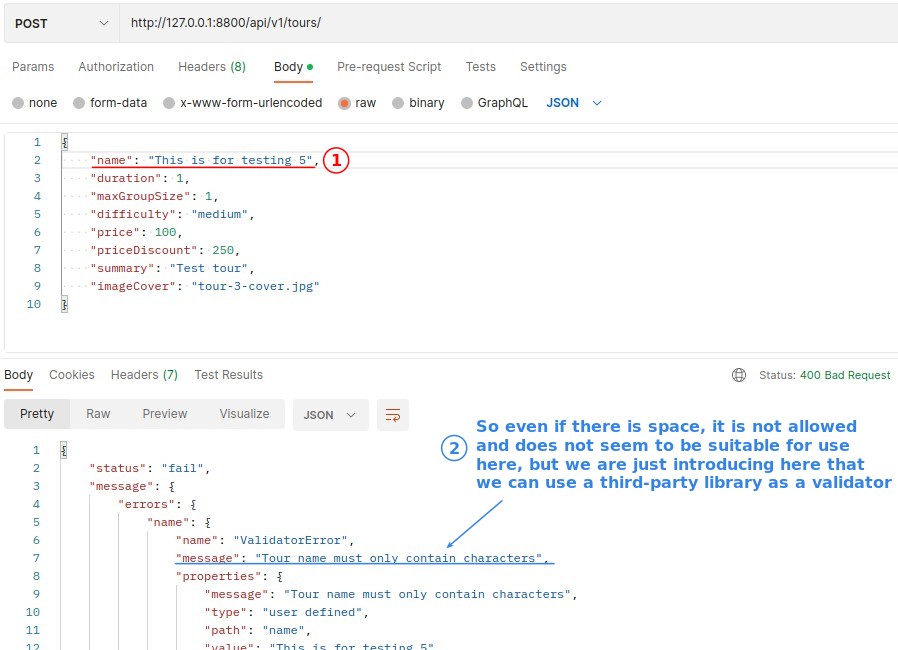 POST http://127.0.0.1:8800/api/v1/tours/
Params Authorization Headers (8) Body Pre-request Script Tests Settings
none form-data x-www-form-urlencoded raw binary GraphQL JSON
1 {
2 "name": "This is for testing 5", 1
3 "duration": 1,
4 "maxGroupSize": 1,
5 "difficulty": "medium",
6 "price": 100,
7 "priceDiscount": 250,
8 "summary": "Test tour",
9 "imageCover": "tour-3-cover.jpg"
10 }
Body Cookies Headers (7) Test Results Status: 400 Bad Request
Pretty Raw Preview Visualize JSON
2 So even if there is space, it is not allowed
and does not seem to be suitable for use
here, but we are just introducing here that
we can use a third-party library as a validator
1 {
2 "status": "fail",
3 "message": {
4 "errors": {
5 "name": {
6 "name": "ValidatorError",
7 "message": "Tour name must only contain characters",
8 "properties": {
9 "message": "Tour name must only contain characters",
10 "type": "user defined",
11 "path": "name",
12 "value": "This is for testing 5"